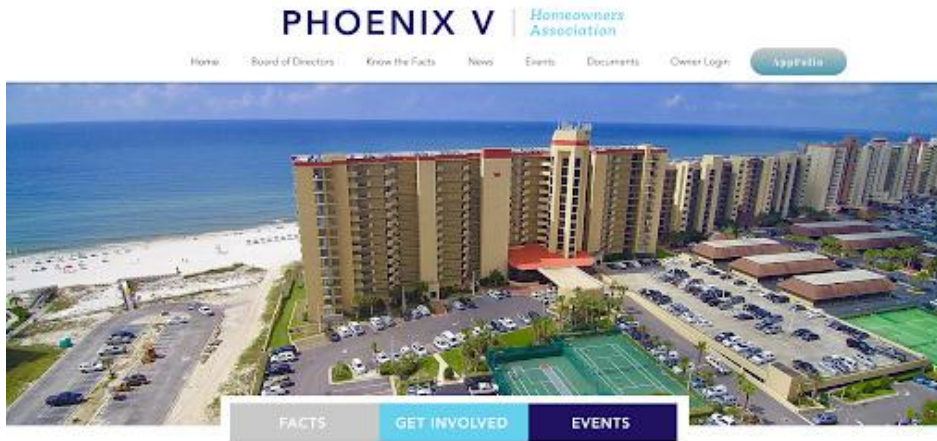 PHOENIX V
Homeowners
Association
Home Board of Directors Know the Facts News Events Documents Owner Login AppFolio
FACTS GET INVOLVED EVENTS